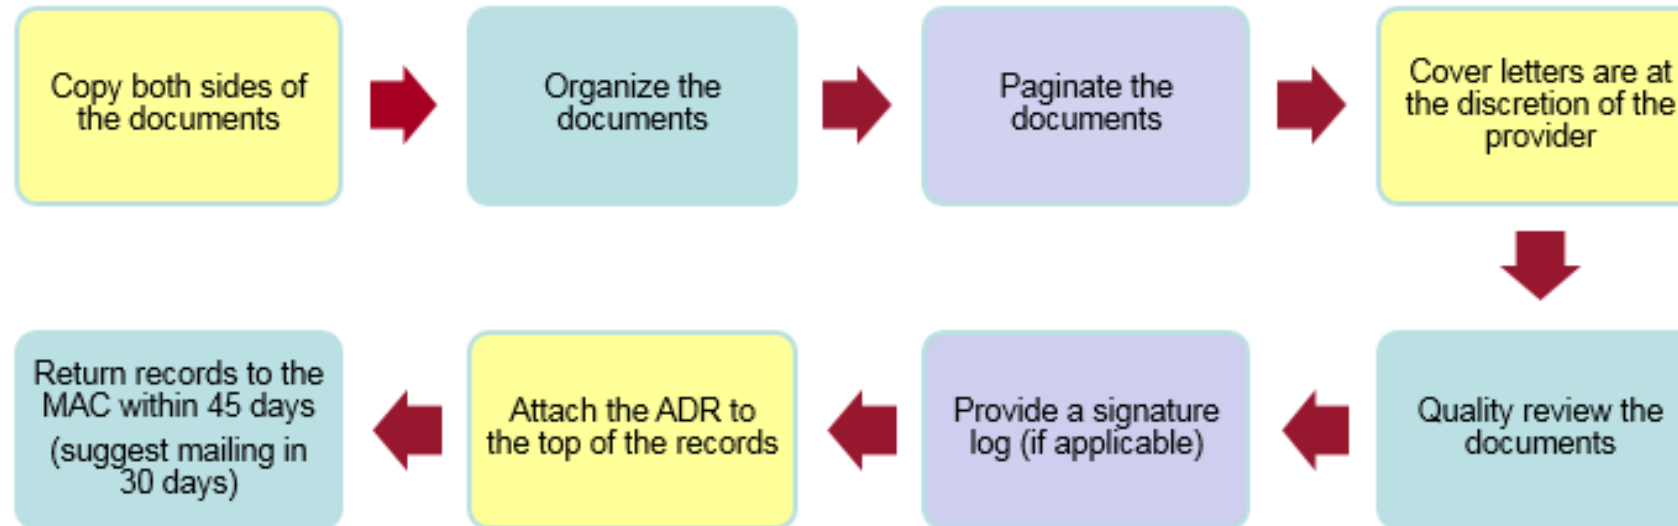 Copy both sides of
the documents
Organize the
documents
Paginate the
documents
Cover letters are at
the discretion of the
provider
Quality review the
documents
Provide a signature
log (if applicable)
Attach the ADR to
the top of the records
Return records to the
MAC within 45 days
(suggest mailing in
30 days)